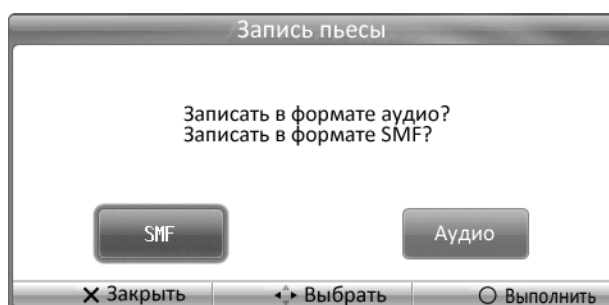 Запись пьесы
Записать в формате аудио?
Записать в формате SMF?
SMF Аудио
✕ Закрыть Выбрать ○ Выполнить